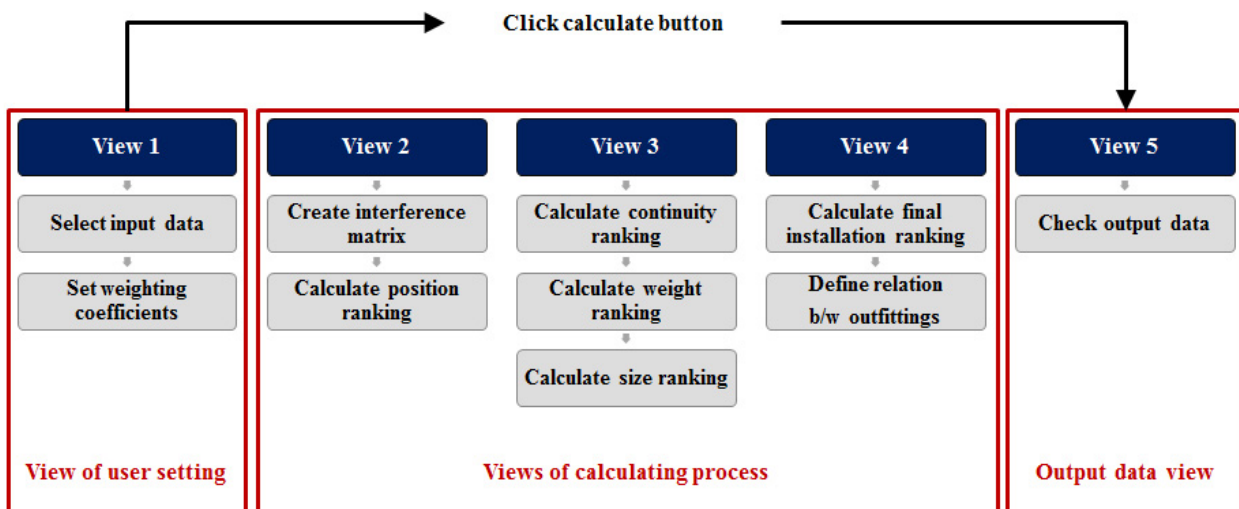 Click calculate button
View 1
Select input data
Set weighting
coefficients
View of user setting
View 2
Create interference
matrix
Calculate position
ranking
View 3
Calculate continuity
ranking
Calculate weight
ranking
Calculate size ranking
View 4
Calculate final
installation ranking
Define relation
b/w outfittings
Views of calculating process
View 5
Check output data
Output data view